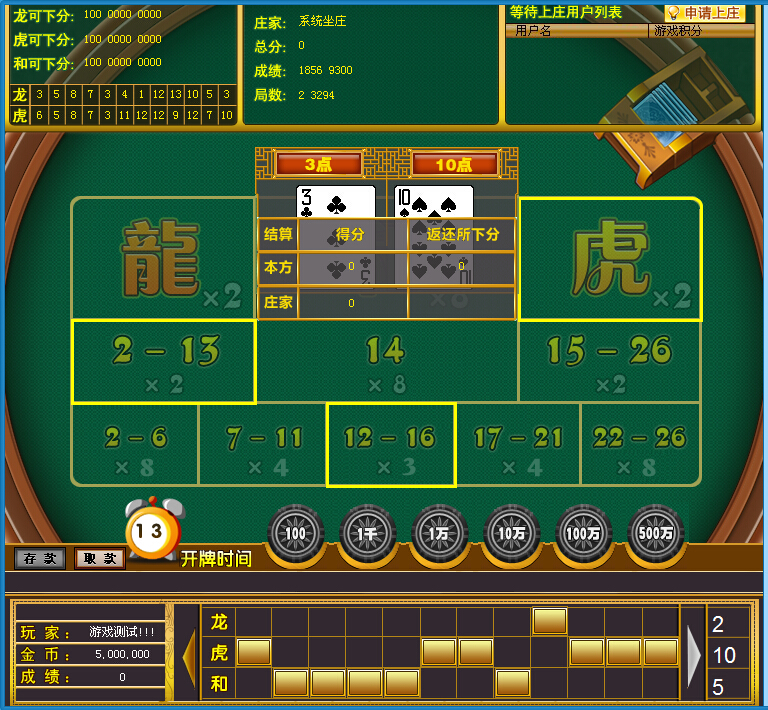 龙可下分: 100 0000 0000
虎可下分: 100 0000 0000
和可下分: 100 0000 0000
龙 3 5 8 7 3 4 1 12 13 10 5 3
虎 6 5 8 7 3 11 12 12 9 12 7 10
庄家: 系统坐庄
总分: 0
成绩: 1856 9300
局数: 2 3294
等待上庄用户列表 申请上庄
用户名 游戏积分
3点 10点
3 10
结算 得分 返还所下分
本方 0 0
庄家 0
龍 ×2
虎 ×2
×8
2 - 13 14 15 - 26
×2 ×8 ×2
2 - 6 7 - 11 12 - 16 17 - 21 22 - 26
×8 ×4 ×3 ×4 ×8
13 100 1千 1万 10万 100万 500万
存款 取款 开牌时间
玩家: 游戏测试!!!
金币: 5,000,000
成绩: 0
龙 2
虎 10
和 5